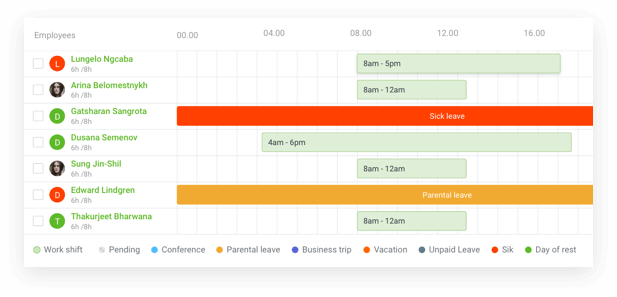 Employees 00.00 04.00 08.00 12.00 16.00
L Lungelo Ngcaba 8am - 5pm
6h /8h
Arina Belomestnykh 8am - 12am
6h /8h
D Gatsharan Sangrota Sick leave
6h /8h
D Dusana Semenov 4am - 6pm
6h /8h
Sung Jin-Shil 8am - 12am
6h /8h
D Edward Lindgren Parental leave
6h /8h
T Thakurjeet Bharwana 8am - 12am
6h /8h
Work shift Pending Conference Parental leave Business trip Vacation Unpaid Leave Sik Day of rest